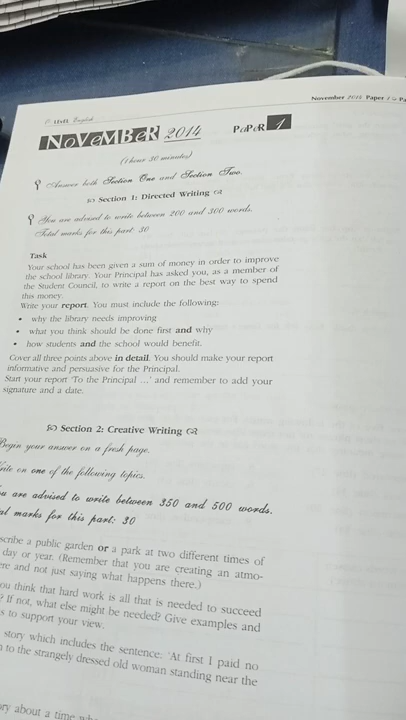 O LEVEL English
November 2014 Paper 1
NOVEMBER 2014 PAPER 1
(1 hour 30 minutes)
Answer both Section One and Section Two.
Section 1: Directed Writing
You are advised to write between 200 and 300 words.
Total marks for this part: 30
Task
Your school has been given a sum of money in order to improve
the school library. Your Principal has asked you, as a member of
the Student Council, to write a report on the best way to spend
this money.
Write your report. You must include the following:
• why the library needs improving
• what you think should be done first and why
• how students and the school would benefit.
Cover all three points above in detail. You should make your report
informative and persuasive for the Principal.
Start your report 'To the Principal ...' and remember to add your
signature and a date.
Section 2: Creative Writing
Begin your answer on a fresh page.
rite on one of the following topics.
u are advised to write between 350 and 500 words.
al marks for this part: 30
scribe a public garden or a park at two different times of
day or year. (Remember that you are creating an atmo-
ere and not just saying what happens there.)
ou think that hard work is all that is needed to succeed
? If not, what else might be needed? Give examples and
s to support your view.
story which includes the sentence: 'At first I paid no
n to the strangely dressed old woman standing near the
ory about a time